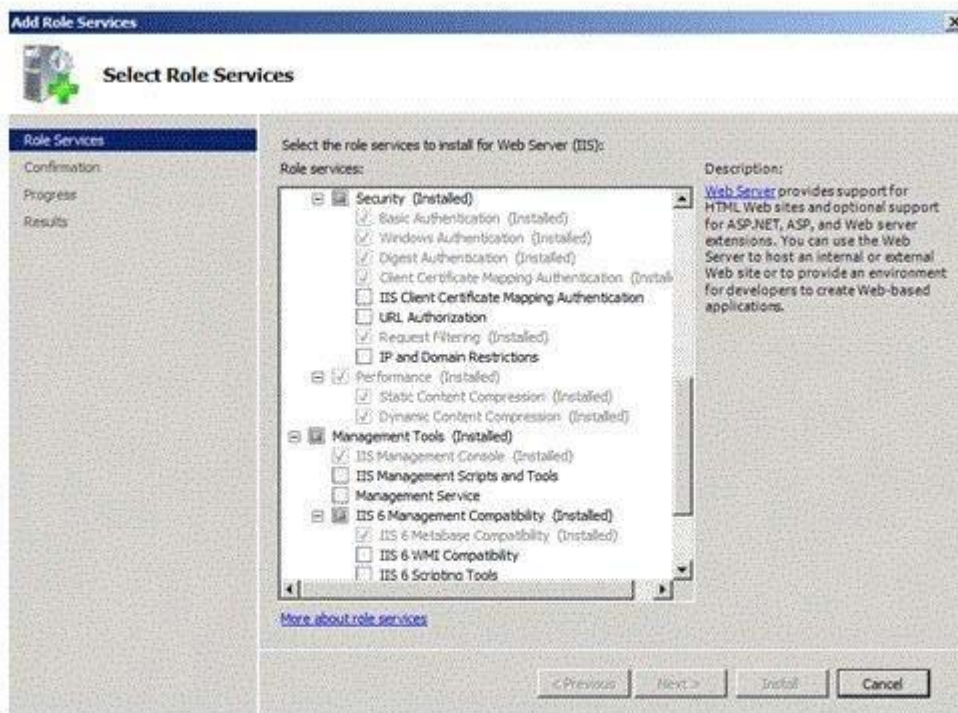 Add Role Services
Select Role Services
Role Services
Confirmation
Progress
Results
Select the role services to install for Web Server (IIS):
Role services:
Security (Installed)
Basic Authentication (Installed)
Windows Authentication (Installed)
Digest Authentication (Installed)
Client Certificate Mapping Authentication (Install
IIS Client Certificate Mapping Authentication
URL Authorization
Request Filtering (Installed)
IP and Domain Restrictions
Performance (Installed)
Static Content Compression (Installed)
Dynamic Content Compression (Installed)
Management Tools (Installed)
IIS Management Console (Installed)
IIS Management Scripts and Tools
Management Service
IIS 6 Management Compatibility (Installed)
IIS 6 Metabase Compatibility (Installed)
IIS 6 WMI Compatibility
IIS 6 Scripting Tools
More about role services
Description:
Web Server provides support for
HTML Web sites and optional support
for ASP.NET, ASP, and Web server
extensions. You can use the Web
Server to host an internal or external
Web site or to provide an environment
for developers to create Web-based
applications.
< Previous
Next >
Install
Cancel